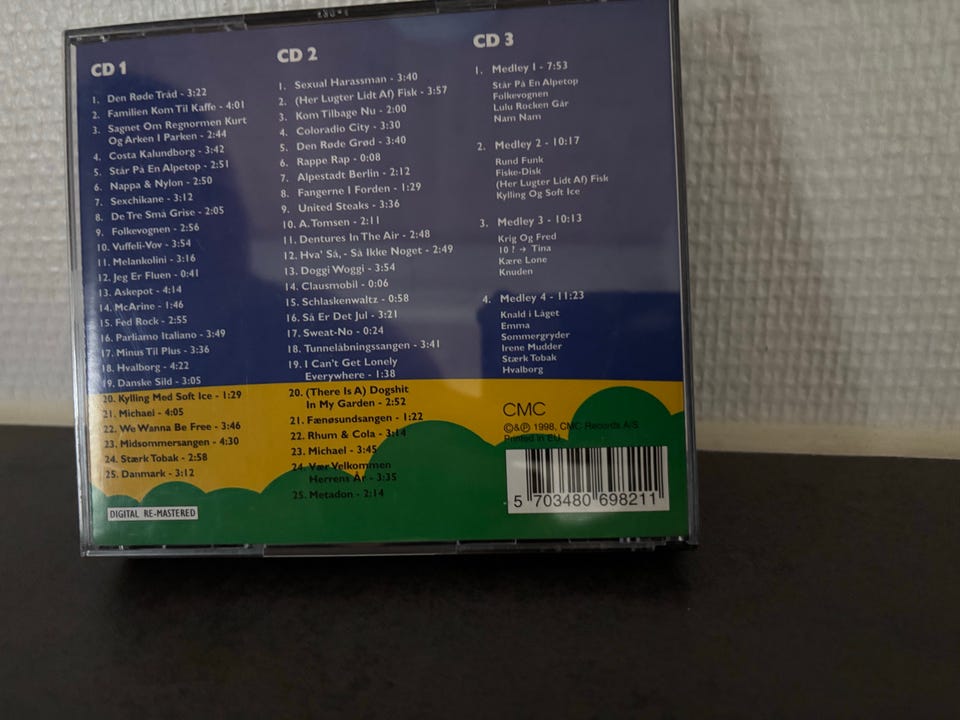 CD 1
1. Den Røde Tråd - 3:22
2. Familien Kom Til Kaffe - 4:01
3. Sagnet Om Regnormen Kurt
Og Arken I Parken - 2:44
4. Costa Kalundborg - 3:42
5. Står På En Alpetop - 2:51
6. Nappa & Nylon - 2:50
7. Sexchikane - 3:12
8. De Tre Små Grise - 2:05
9. Folkevognen - 2:56
10. Vuffeli-Vov - 3:54
11. Melankolini - 3:16
12. Jeg Er Fluen - 0:41
13. Askepot - 4:14
14. McArine - 1:46
15. Fed Rock - 2:55
16. Parliamo Italiano - 3:49
17. Minus Til Plus - 3:36
18. Hvalborg - 4:22
19. Danske Sild - 3:05
20. Kylling Med Soft Ice - 1:29
21. Michael - 4:05
22. We Wanna Be Free - 3:46
23. Midsommersangen - 4:30
24. Stærk Tobak - 2:58
25. Danmark - 3:12
DIGITAL RE-MASTERED
CD 2
1. Sexual Harassman - 3:40
2. (Her Lugter Lidt Af) Fisk - 3:57
3. Kom Tilbage Nu - 2:00
4. Coloradio City - 3:30
5. Den Røde Grød - 3:40
6. Rappe Rap - 0:08
7. Alpestadt Berlin - 2:12
8. Fangerne I Forden - 1:29
9. United Steaks - 3:36
10. A. Tomsen - 2:11
11. Dentures In The Air - 2:48
12. Hva' Så, - Så Ikke Noget - 2:49
13. Doggi Woggi - 3:54
14. Clausmobil - 0:06
15. Schlaskenwaltz - 0:58
16. Så Er Det Jul - 3:21
17. Sweat-No - 0:24
18. Tunnelåbningssangen - 3:41
19. I Can't Get Lonely
Everywhere - 1:38
20. (There Is A) Dogshit
In My Garden - 2:52
21. Fænøsundsangen - 1:22
22. Rhum & Cola - 3:14
23. Michael - 3:45
24. Vær Velkommen
Herrens År - 3:35
25. Metadon - 2:14
CD 3
1. Medley 1 - 7:53
Står På En Alpetop
Folkevognen
Lulu Rocken Går
Nam Nam
2. Medley 2 - 10:17
Rund Funk
Fiske-Disk
(Her Lugter Lidt Af) Fisk
Kylling Og Soft Ice
3. Medley 3 - 10:13
Krig Og Fred
10 ? → Tina
Kære Lone
Knuden
4. Medley 4 - 11:23
Knald i Låget
Emma
Sommergryder
Irene Mudder
Stærk Tobak
Hvalborg
CMC
©&℗ 1998, CMC Records A/S
Printed in EU
5 703480 698211